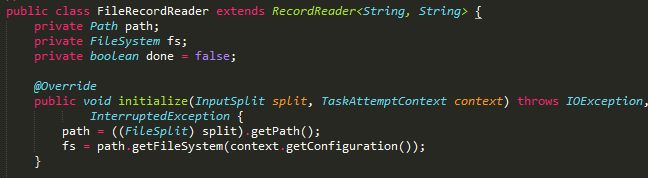 public class FileRecordReader extends RecordReader<String, String> {
    private Path path;
    private FileSystem fs;
    private boolean done = false;

    @Override
    public void initialize(InputSplit split, TaskAttemptContext context) throws IOException,
            InterruptedException {
        path = ((FileSplit) split).getPath();
        fs = path.getFileSystem(context.getConfiguration());
    }